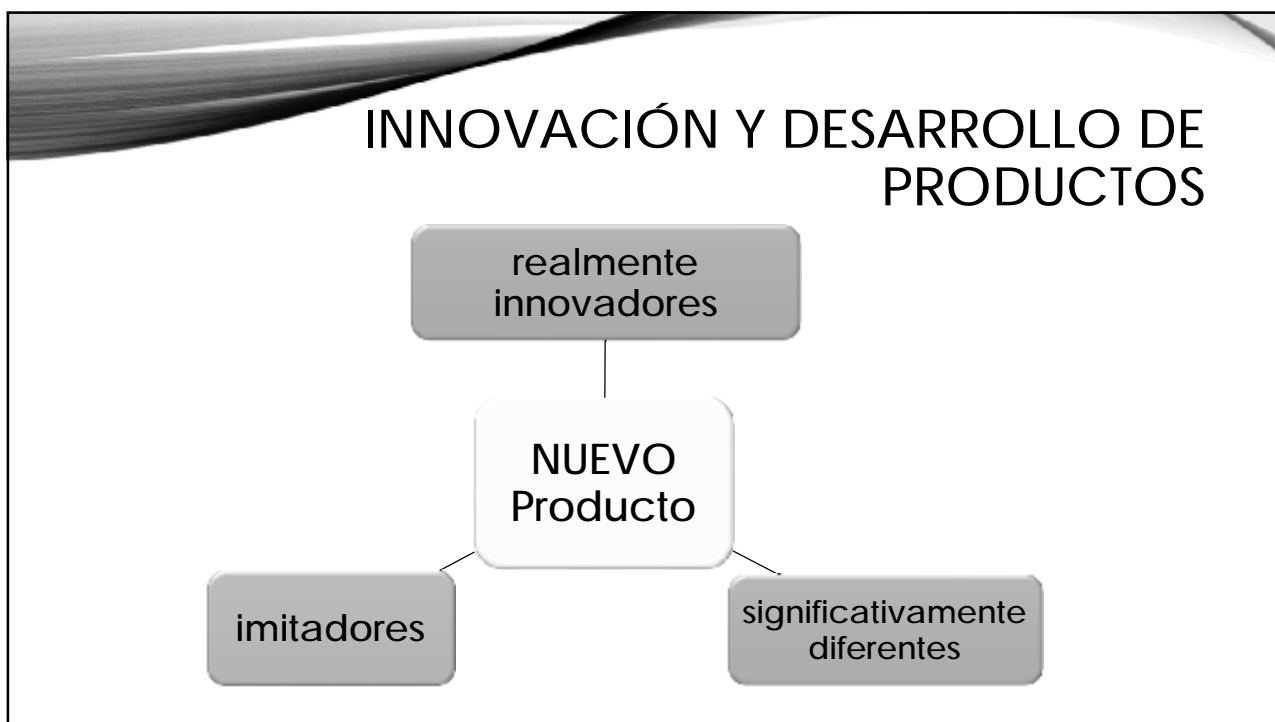 INNOVACIÓN Y DESARROLLO DE
PRODUCTOS
realmente
innovadores
NUEVO
Producto
imitadores
significativamente
diferentes